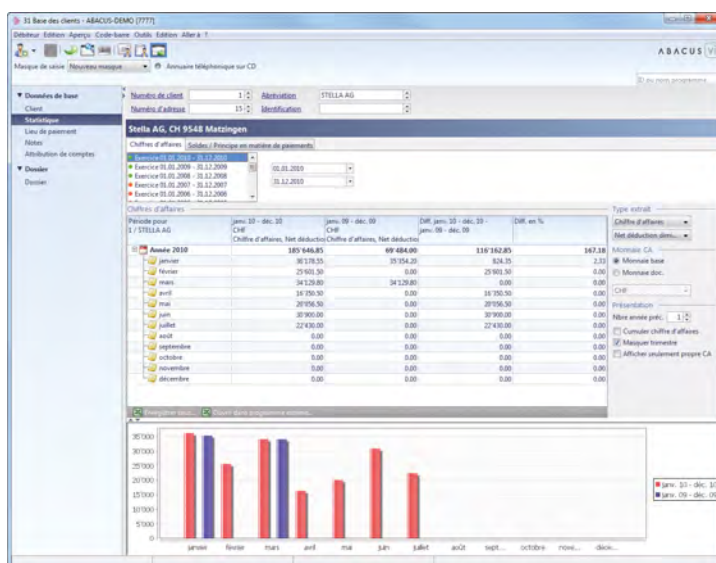 31 Base des clients - ABACUS-DEMO [7777]
Débiteur Edition Aperçu Code-barre Outils Edition Aller à ?
ABACUS V
Masque de saisie Nouveau masque Annuaire téléphonique sur CD
ID ou nom programme
Données de base
Client
Statistique
Lieu de paiement
Notes
Attribution de comptes
Dossier
Dossier
Numéro de client 1 Abréviation STELLA AG
Numéro d'adresse 15 Identification
Stella AG, CH 9548 Matzingen
Chiffres d'affaires Soldes / Principe en matière de paiements
Exercice 01.01.2010 - 31.12.2010
Exercice 01.01.2009 - 31.12.2009
Exercice 01.01.2008 - 31.12.2008
Exercice 01.01.2007 - 31.12.2007
Exercice 01.01.2006 - 31.12.2006
01.01.2010
31.12.2010
Chiffres d'affaires
Période pour janv. 10 - déc. 10 janv. 09 - déc. 09 Diff. janv. 10 - déc. 10 - Diff. en %
1 / STELLA AG CHF CHF janv. 09 - déc. 09
Chiffre d'affaires, Net déduction Chiffre d'affaires, Net déduction
Année 2010 185'646.85 69'484.00 116'162.85 167.18
janvier 36'178.55 35'354.20 824.35 2.33
février 25'601.50 0.00 25'601.50 0.00
mars 34'129.80 34'129.80 0.00 0.00
avril 16'350.50 0.00 16'350.50 0.00
mai 20'056.50 0.00 20'056.50 0.00
juin 30'900.00 0.00 30'900.00 0.00
juillet 22'430.00 0.00 22'430.00 0.00
août 0.00 0.00 0.00 0.00
septembre 0.00 0.00 0.00 0.00
octobre 0.00 0.00 0.00 0.00
novembre 0.00 0.00 0.00 0.00
décembre 0.00 0.00 0.00 0.00
Type extrait
Chiffre d'affaires
Net déduction dimi...
Monnaie CA
Monnaie base
Monnaie doc.
CHF
Présentation
Nbre année préc. 1
Cumuler chiffre d'affaires
Masquer trimestre
Afficher seulement propre CA
Enregistrer sous... Ouvrir dans programme externe...
35'000
30'000
25'000
20'000
15'000
10'000
5'000
0
janvier février mars avril mai juin juillet août sept... octobre nove... déce...
janv. 10 - déc. 10
janv. 09 - déc. 09